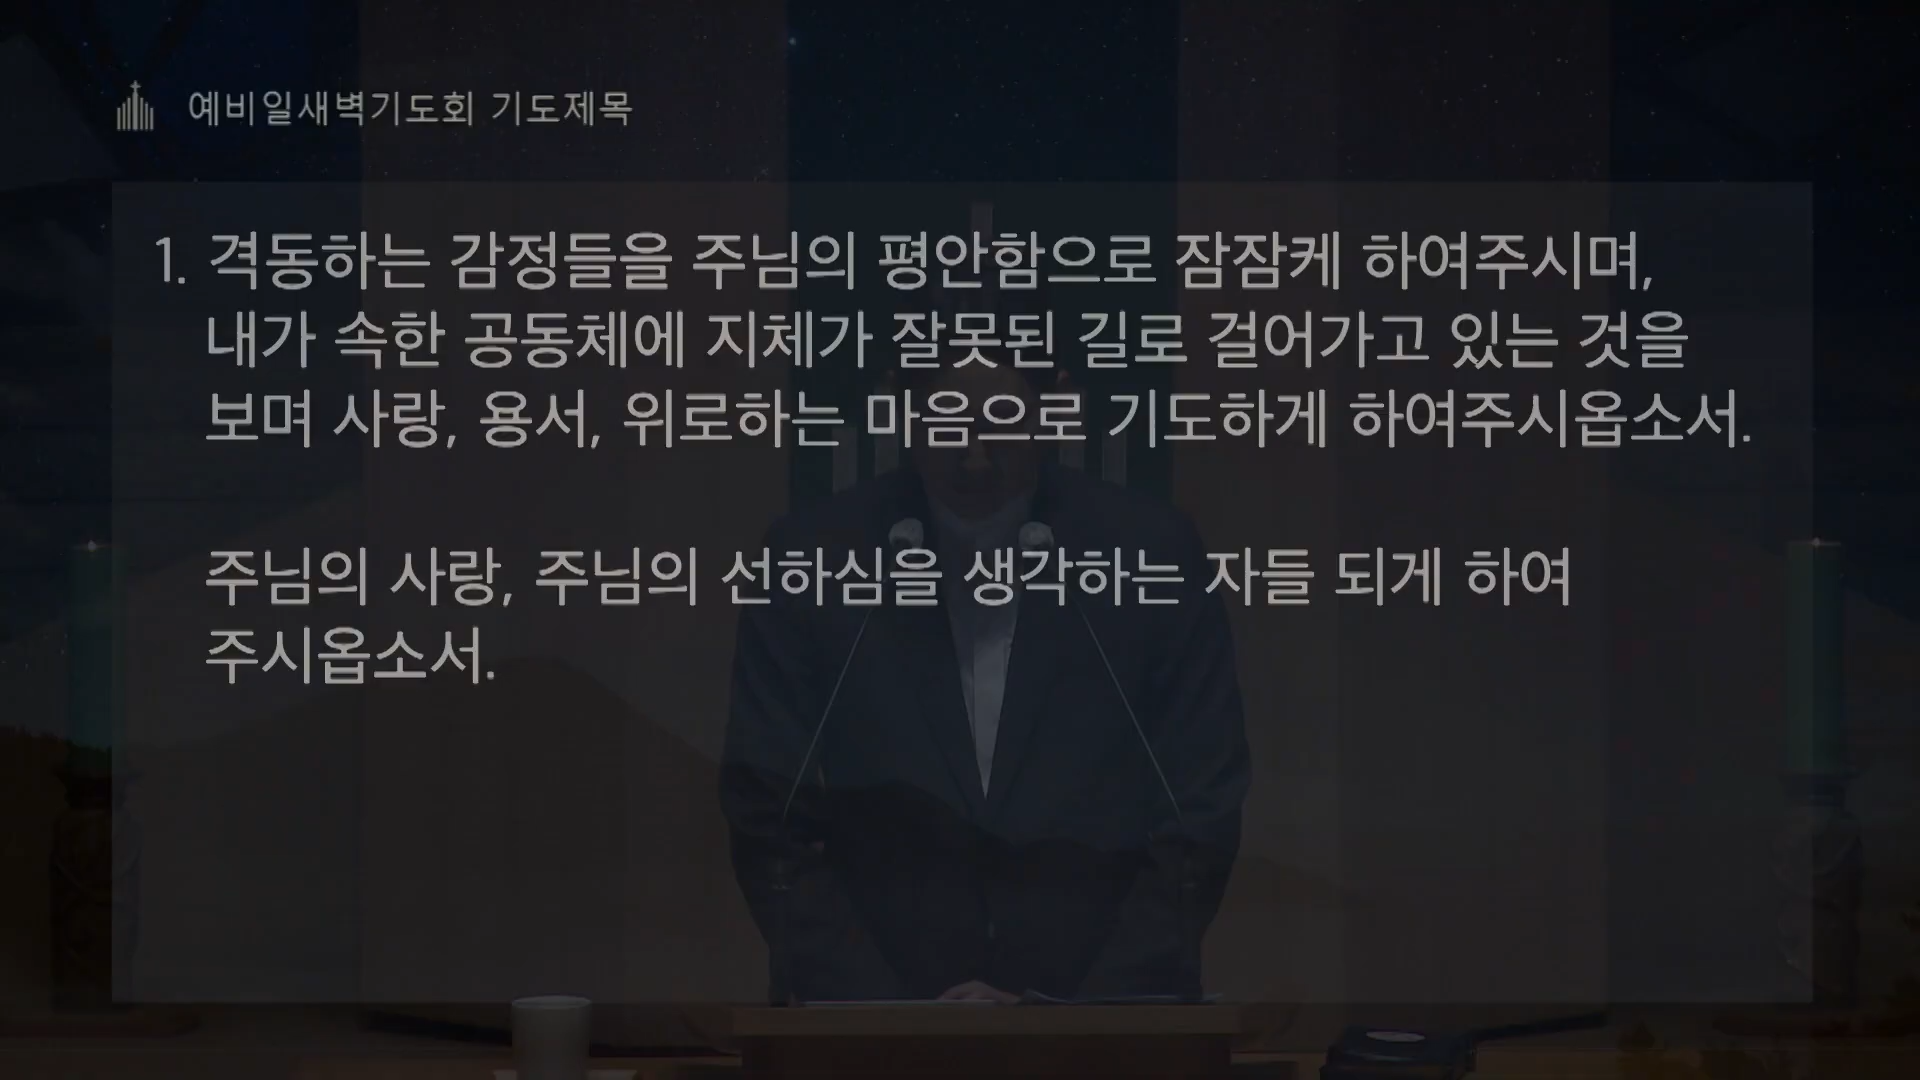 예비일새벽기도회 기도제목
1. 격동하는 감정들을 주님의 평안함으로 잠잠케 하여주시며,
내가 속한 공동체에 지체가 잘못된 길로 걸어가고 있는 것을
보며 사랑, 용서, 위로하는 마음으로 기도하게 하여주시옵소서.
주님의 사랑, 주님의 선하심을 생각하는 자들 되게 하여
주시옵소서.